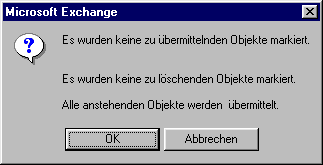 Microsoft Exchange
?
Es wurden keine zu übermittelnden Objekte markiert.
Es wurden keine zu löschenden Objekte markiert.
Alle anstehenden Objekte werden übermittelt.
OK
Abbrechen